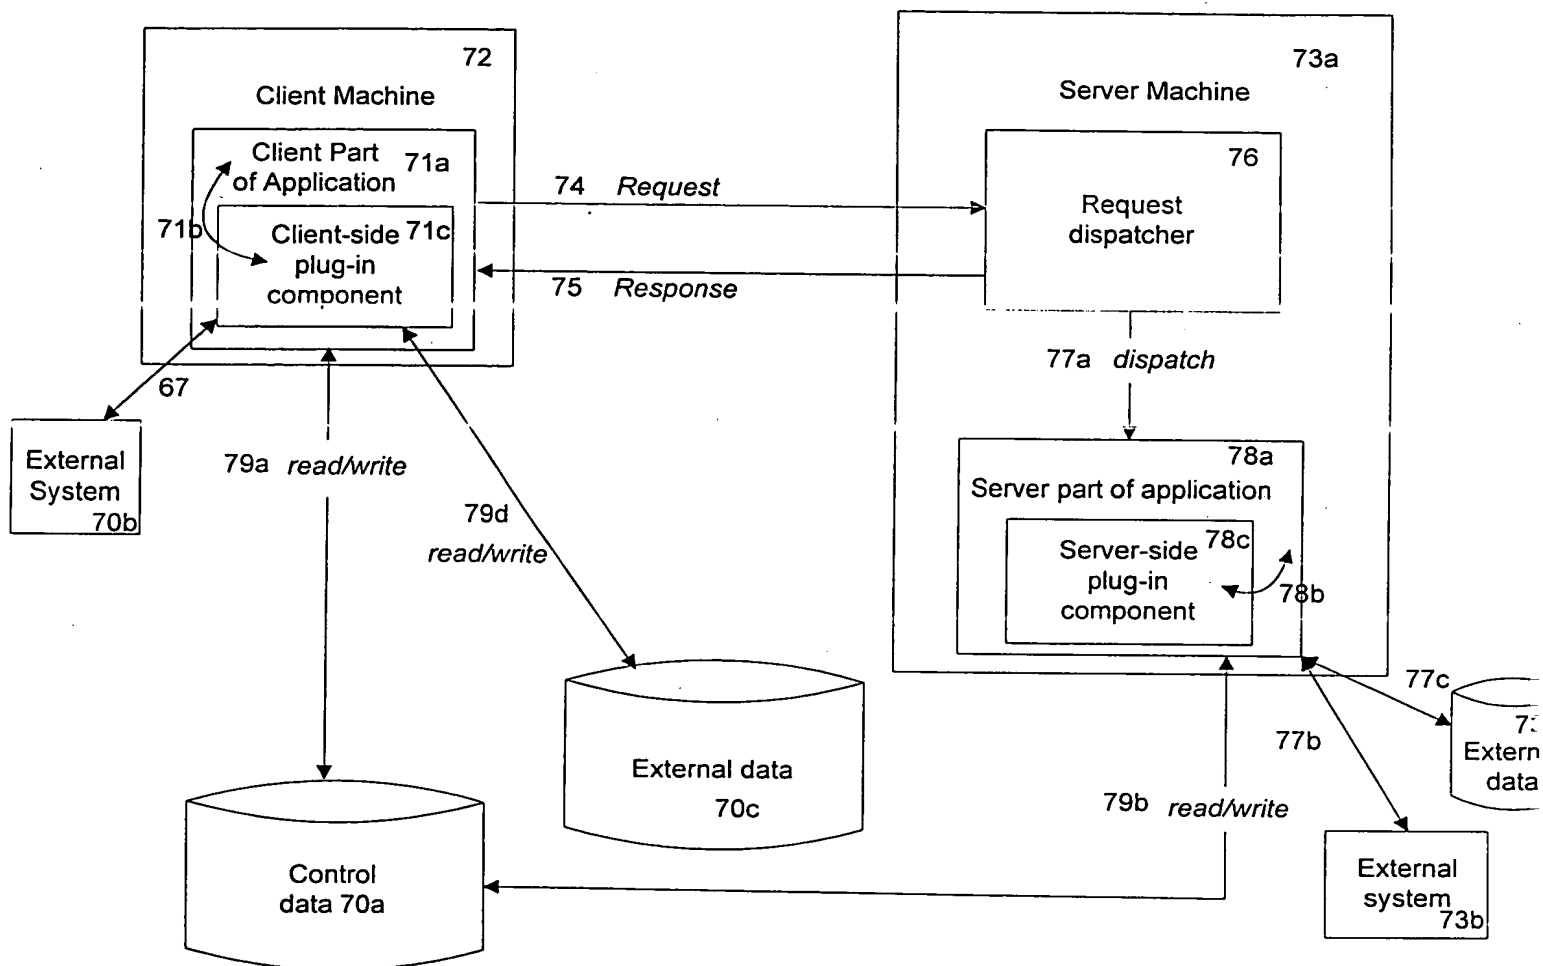 72
Client Machine
Client Part
of Application
71a
71b
Client-side
plug-in
component
71c
74 Request
75 Response
73a
Server Machine
76
Request
dispatcher
77a dispatch
78a
Server part of application
78c
Server-side
plug-in
component
78b
67
External
System
70b
79a read/write
79d
read/write
External data
70c
Control
data 70a
79b read/write
77b
77c
Extern
data
External
system
73b